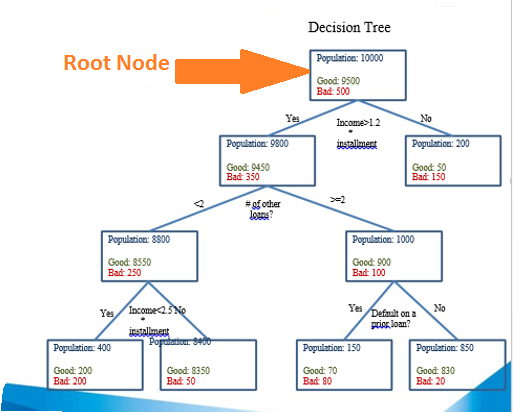 Decision Tree
Root Node
Population: 10000
Good: 9500
Bad: 500
Yes
Income>1.2
*
installment
No
Population: 9800
Good: 9450
Bad: 350
Population: 200
Good: 50
Bad: 150
<2
# of other
loans?
>=2
Population: 8800
Good: 8550
Bad: 250
Population: 1000
Good: 900
Bad: 100
Yes
Income<2.5
*
installment
No
Yes
Default on a
prior loan?
No
Population: 400
Good: 200
Bad: 200
Population: 8400
Good: 8350
Bad: 50
Population: 150
Good: 70
Bad: 80
Population: 850
Good: 830
Bad: 20